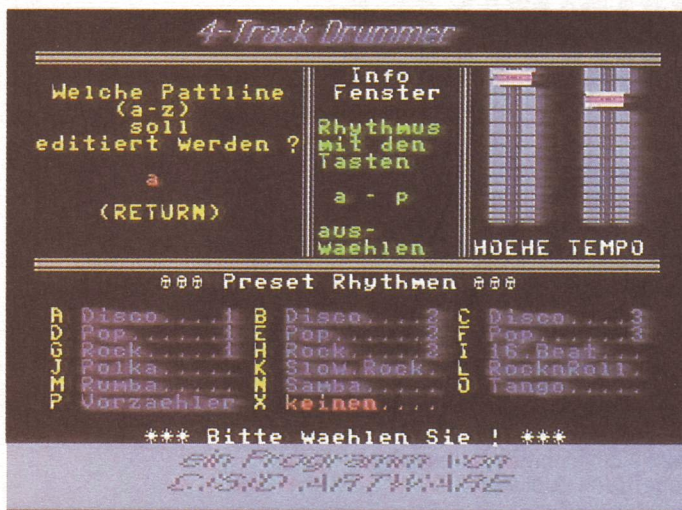 4-Track Drummer
Welche Pattline
(a-z)
soll
editiert werden ?
a
(RETURN)
Info
Fenster
Rhythmus
mit den
Tasten
a - p
aus-
waehlen
HOEHE TEMPO
Preset Rhythmen
A Disco....1 B Disco....2 C Disco....3
D Pop......1 E Pop......2 F Pop......3
G Rock.....1 H Rock.....2 I 16.Beat...
J Polka..... K Slow.Rock. L RocknRoll.
M Rumba..... N Samba..... O Tango.....
P Vorzaehler X keinen....
*** Bitte waehlen Sie ! ***
ein Programm von
C.S.J.D. ARTWARE